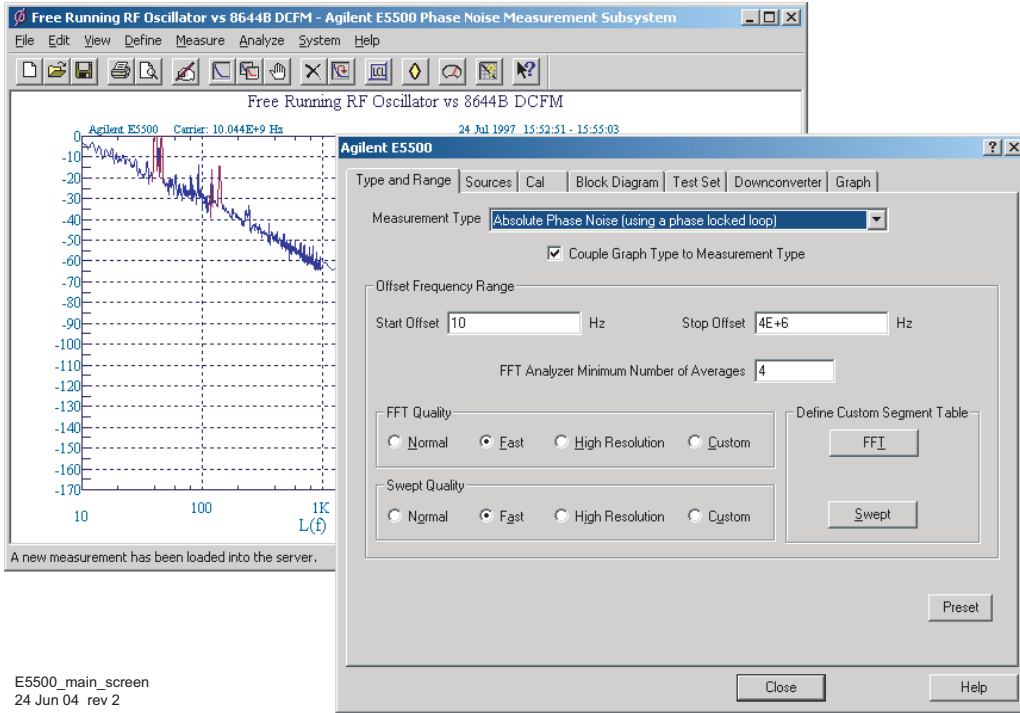 Free Running RF Oscillator vs 8644B DCFM - Agilent E5500 Phase Noise Measurement Subsystem
File Edit View Define Measure Analyze System Help
Free Running RF Oscillator vs 8644B DCFM
Agilent E5500 Carrier: 10.044E+9 Hz 24 Jul 1997 15:52:51 - 15:55:03
0
-10
-20
-30
-40
-50
-60
-70
-80
-90
-100
-110
-120
-130
-140
-150
-160
-170
10 100 1K
L(f)
A new measurement has been loaded into the server.
Agilent E5500
Type and Range Sources Cal Block Diagram Test Set Downconverter Graph
Measurement Type Absolute Phase Noise (using a phase locked loop)
Couple Graph Type to Measurement Type
Offset Frequency Range
Start Offset 10 Hz Stop Offset 4E+6 Hz
FFT Analyzer Minimum Number of Averages 4
FFT Quality
Normal Fast High Resolution Custom
Swept Quality
Normal Fast High Resolution Custom
Define Custom Segment Table
FFT
Swept
Preset
Close Help
E5500_main_screen
24 Jun 04 rev 2